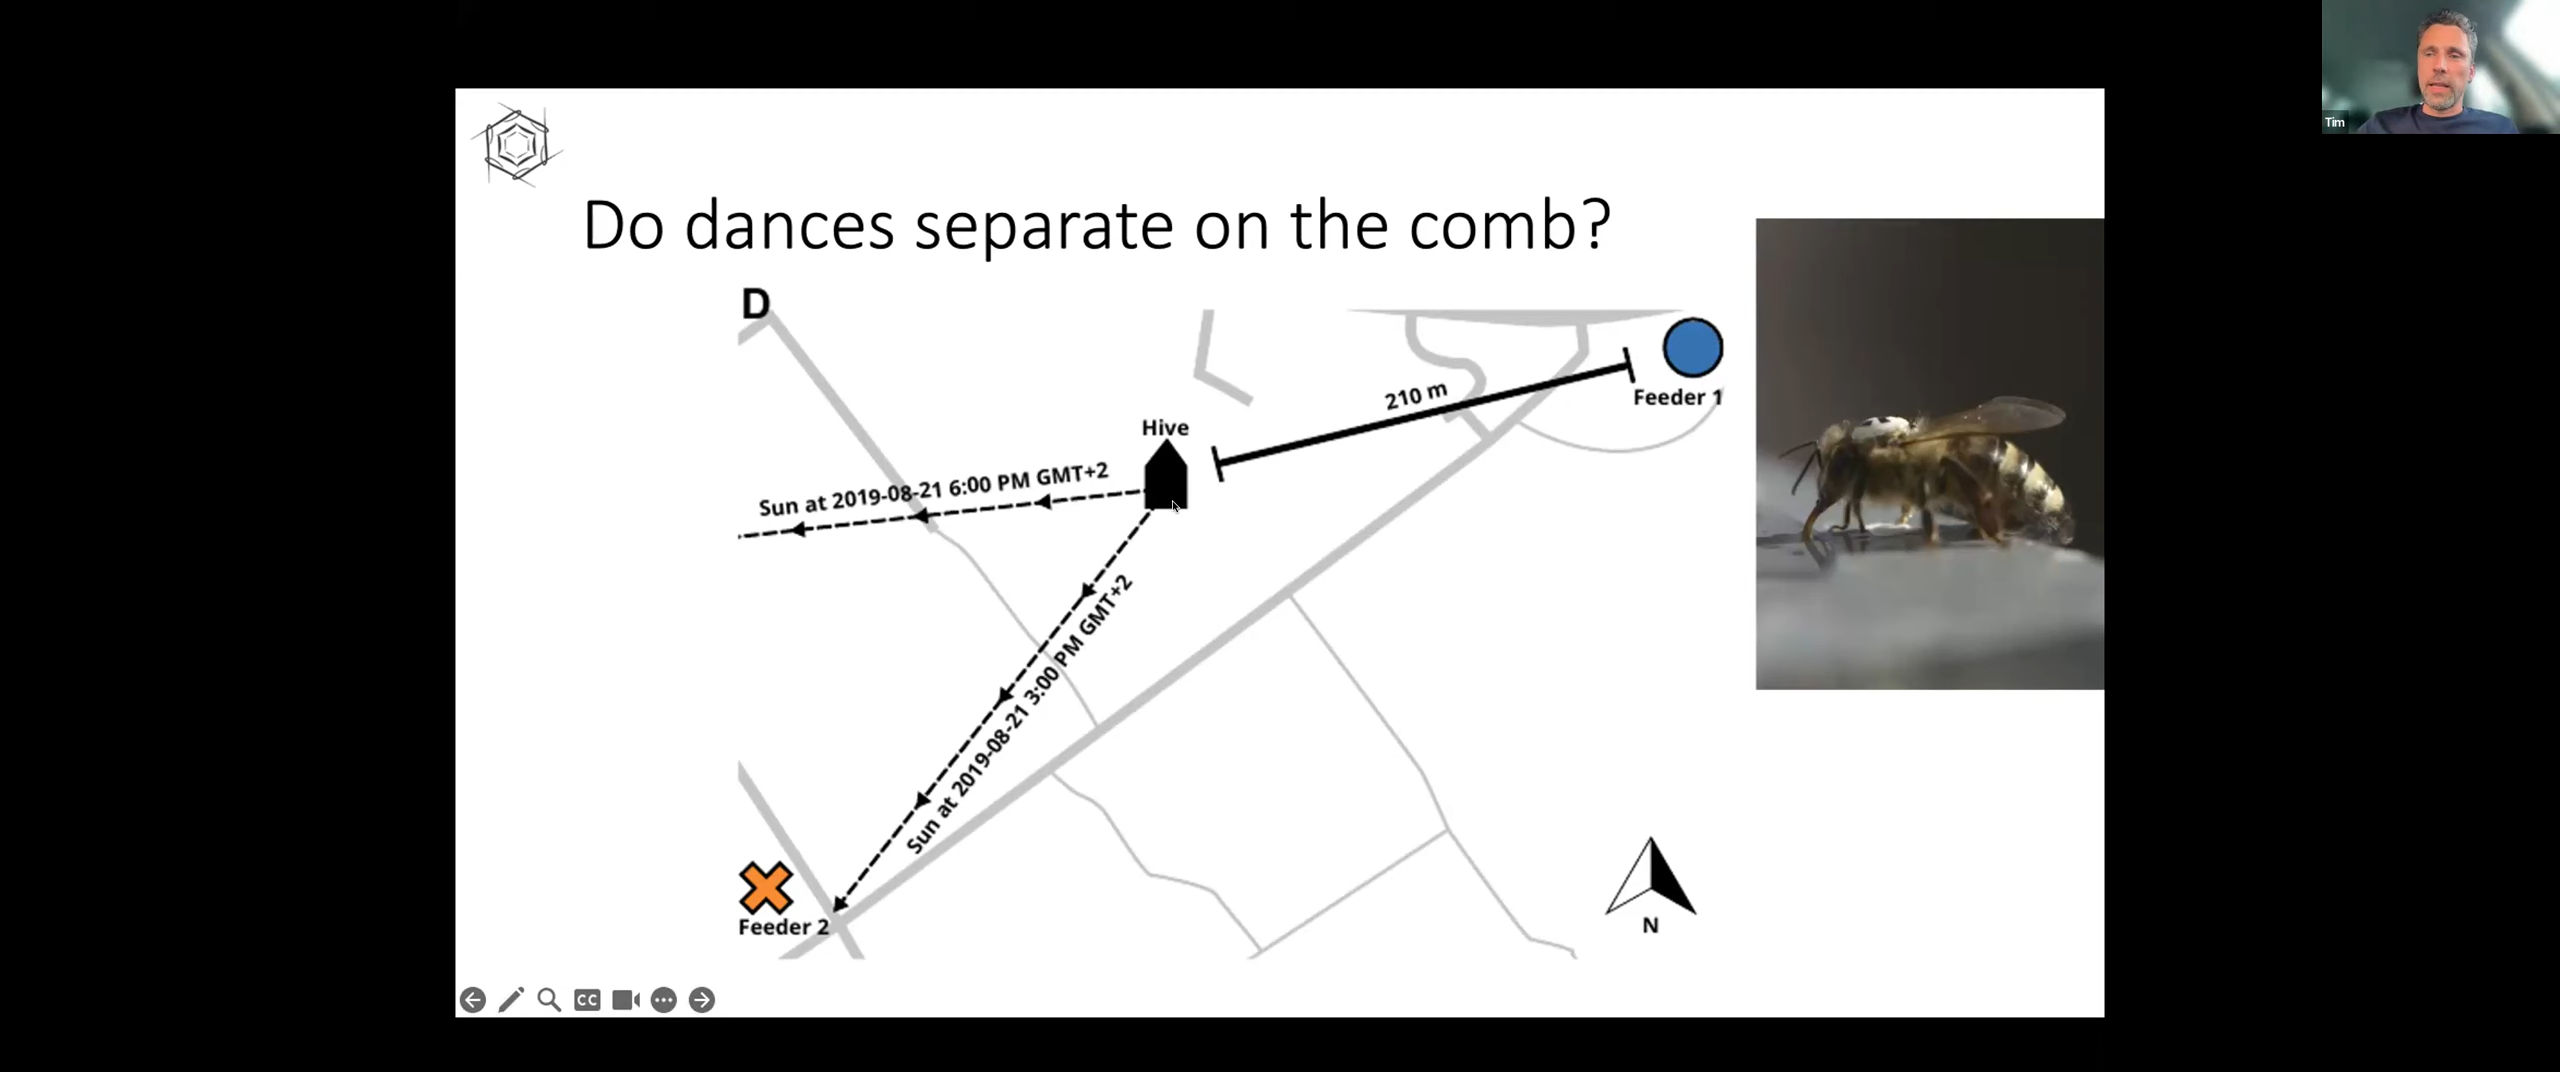 Tim
Do dances separate on the comb?
D
210 m
Feeder 1
Hive
Sun at 2019-08-21 6:00 PM GMT+2
Sun at 2019-08-21 3:00 PM GMT+2
Feeder 2
N
CC